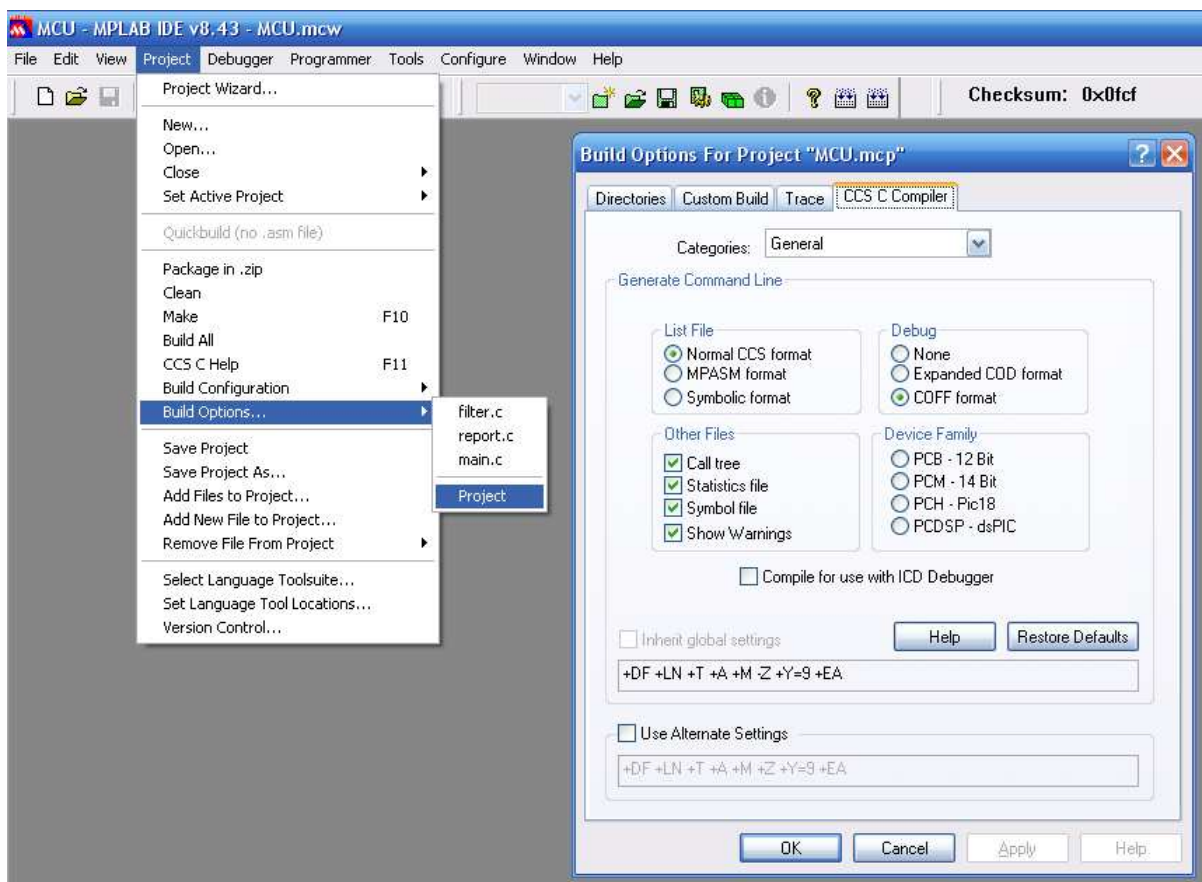 MCU - MPLAB IDE v8.43 - MCU.mcw
File Edit View Project Debugger Programmer Tools Configure Window Help
Checksum: 0x0fcf
Project Wizard...
New...
Open...
Close
Set Active Project
Quickbuild (no .asm file)
Package in .zip
Clean
Make F10
Build All
CCS C Help F11
Build Configuration
Build Options...
Save Project
Save Project As...
Add Files to Project...
Add New File to Project...
Remove File From Project
Select Language Toolsuite...
Set Language Tool Locations...
Version Control...
filter.c
report.c
main.c
Project
Build Options For Project "MCU.mcp"
Directories Custom Build Trace CCS C Compiler
Categories: General
Generate Command Line
List File
Normal CCS format
MPASM format
Symbolic format
Debug
None
Expanded COD format
COFF format
Other Files
Call tree
Statistics file
Symbol file
Show Warnings
Device Family
PCB - 12 Bit
PCM - 14 Bit
PCH - Pic18
PCDSP - dsPIC
Compile for use with ICD Debugger
Inherit global settings
Help Restore Defaults
+DF +LN +T +A +M -Z +Y=9 +EA
Use Alternate Settings
+DF +LN +T +A +M +Z +Y=9 +EA
OK Cancel Apply Help